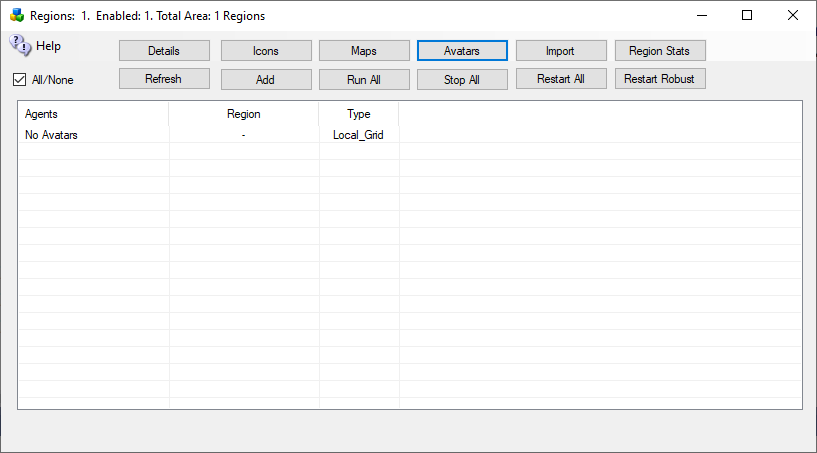 Regions: 1. Enabled: 1. Total Area: 1 Regions
Help
Details Icons Maps Avatars Import Region Stats
All/None Refresh Add Run All Stop All Restart All Restart Robust
Agents Region Type
No Avatars - Local_Grid